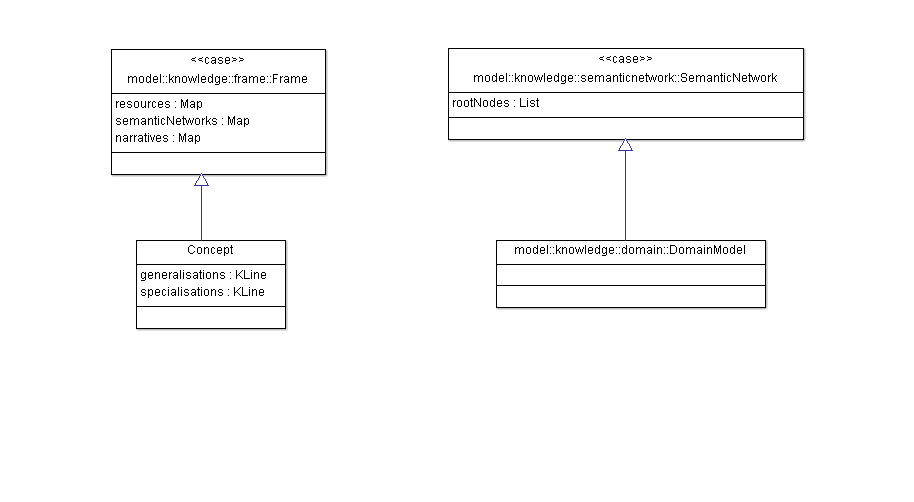 <<case>>
model::knowledge::frame::Frame
resources : Map
semanticNetworks : Map
narratives : Map
<<case>>
model::knowledge::semanticnetwork::SemanticNetwork
rootNodes : List
Concept
generalisations : KLine
specialisations : KLine
model::knowledge::domain::DomainModel